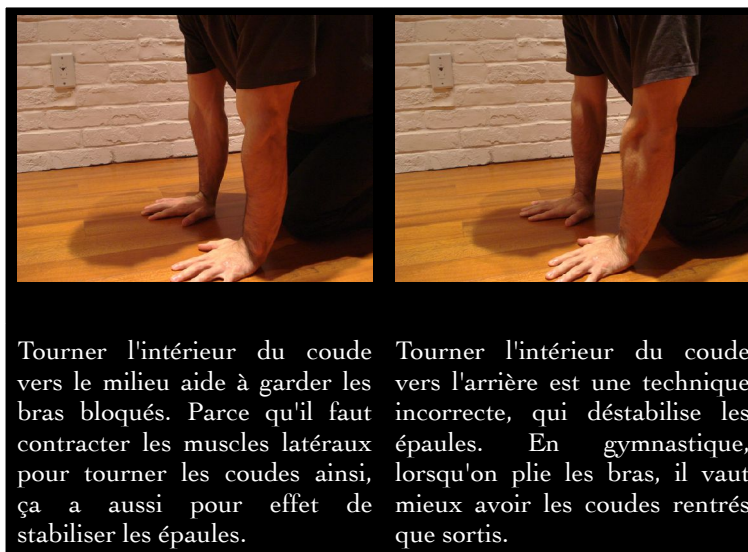 Tourner l'intérieur du coude
vers le milieu aide à garder les
bras bloqués. Parce qu'il faut
contracter les muscles latéraux
pour tourner les coudes ainsi,
ça a aussi pour effet de
stabiliser les épaules.
Tourner l'intérieur du coude
vers l'arrière est une technique
incorrecte, qui déstabilise les
épaules. En gymnastique,
lorsqu'on plie les bras, il vaut
mieux avoir les coudes rentrés
que sortis.